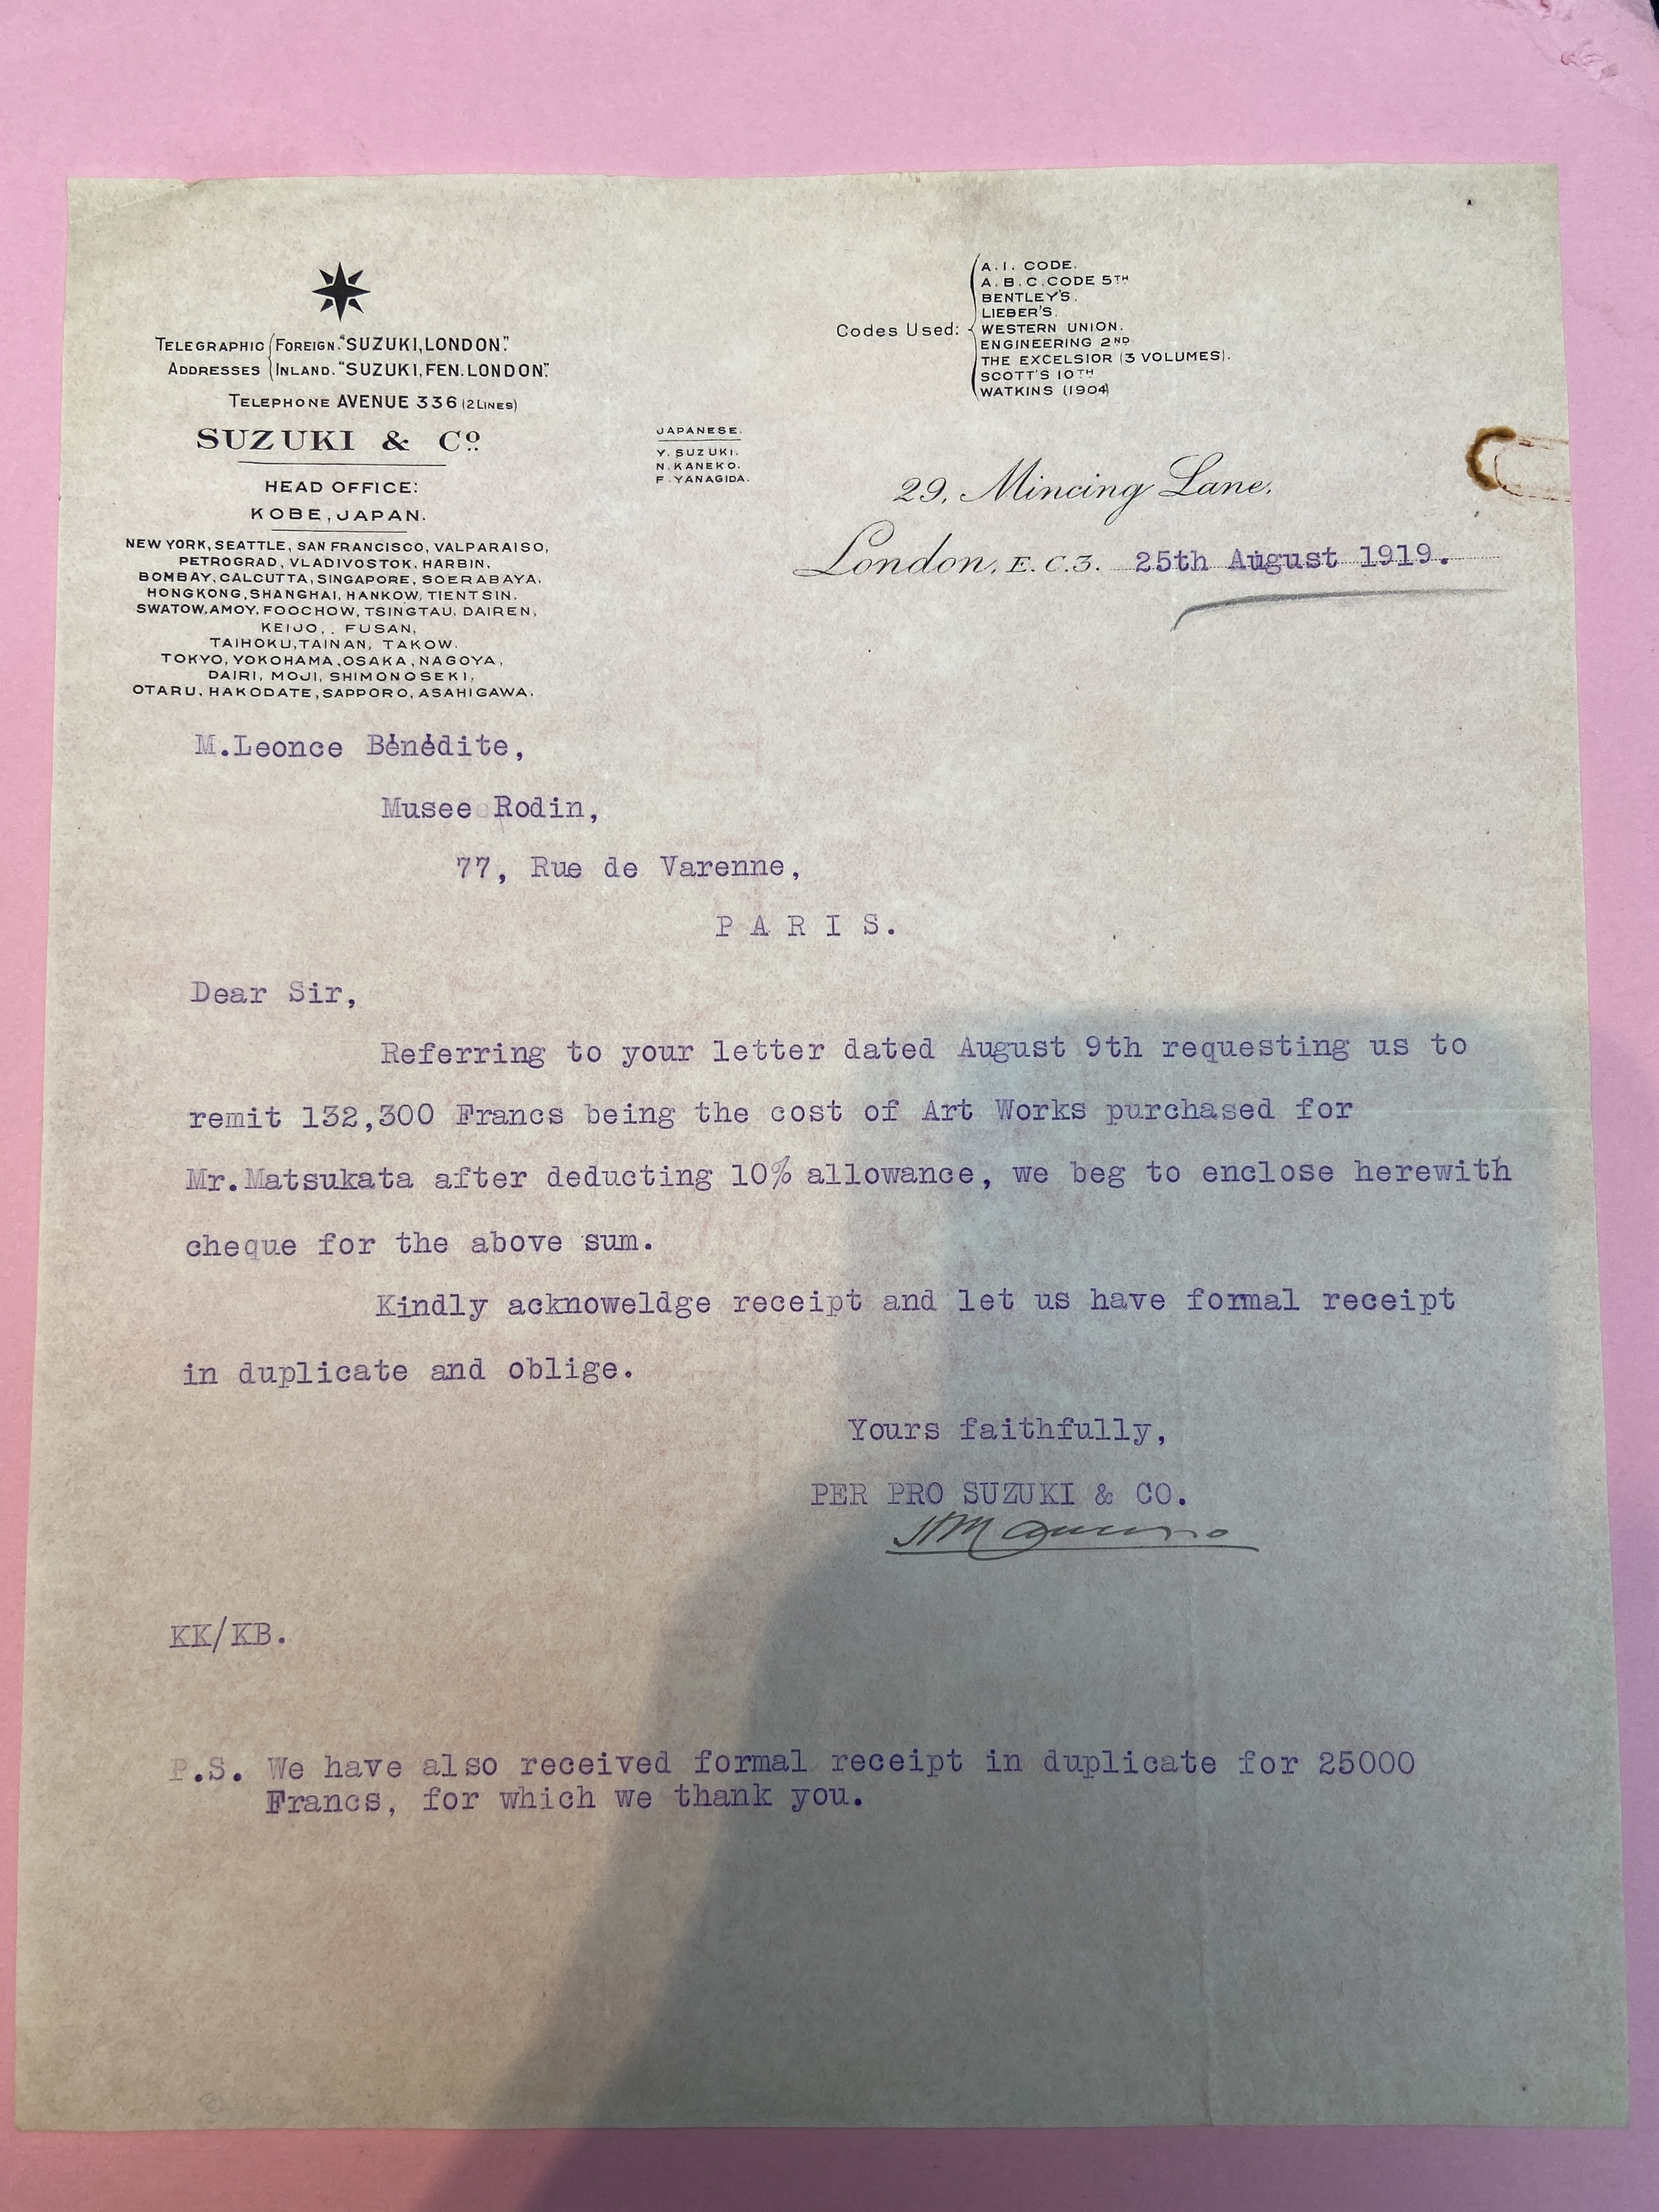 TELEGRAPHIC ADDRESSES
FOREIGN. "SUZUKI, LONDON".
INLAND. "SUZUKI, FEN. LONDON".
TELEPHONE AVENUE 336 (2 LINES)
SUZUKI & Co.
HEAD OFFICE:
KOBE, JAPAN.
NEW YORK, SEATTLE, SAN FRANCISCO, VALPARAISO,
PETROGRAD, VLADIVOSTOK, HARBIN,
BOMBAY, CALCUTTA, SINGAPORE, SOERABAYA,
HONGKONG, SHANGHAI, HANKOW, TIENTSIN,
SWATOW, AMOY, FOOCHOW, TSINGTAU, DAIREN,
KEIJO, . FUSAN,
TAIHOKU, TAINAN, TAKOW.
TOKYO, YOKOHAMA, OSAKA, NAGOYA,
DAIRI, MOJI, SHIMONOSEKI,
OTARU, HAKODATE, SAPPORO, ASAHIGAWA.
JAPANESE.
Y. SUZUKI.
N. KANEKO.
F. YANAGIDA.
Codes Used:
A. I. CODE.
A. B. C. CODE 5TH
BENTLEY'S.
LIEBER'S.
WESTERN UNION.
ENGINEERING 2ND
THE EXCELSIOR (3 VOLUMES).
SCOTT'S 10TH
WATKINS (1904)
29, Mincing Lane,
London, E.C.3. 25th August 1919.
M.Leonce Bénédite,
Musee Rodin,
77, Rue de Varenne,
P A R I S.
Dear Sir,
Referring to your letter dated August 9th requesting us to
remit 132,300 Francs being the cost of Art Works purchased for
Mr.Matsukata after deducting 10% allowance, we beg to enclose herewith
cheque for the above sum.
Kindly acknoweldge receipt and let us have formal receipt
in duplicate and oblige.
Yours faithfully,
PER PRO SUZUKI & CO.
KK/KB.
P.S. We have also received formal receipt in duplicate for 25000
Francs, for which we thank you.